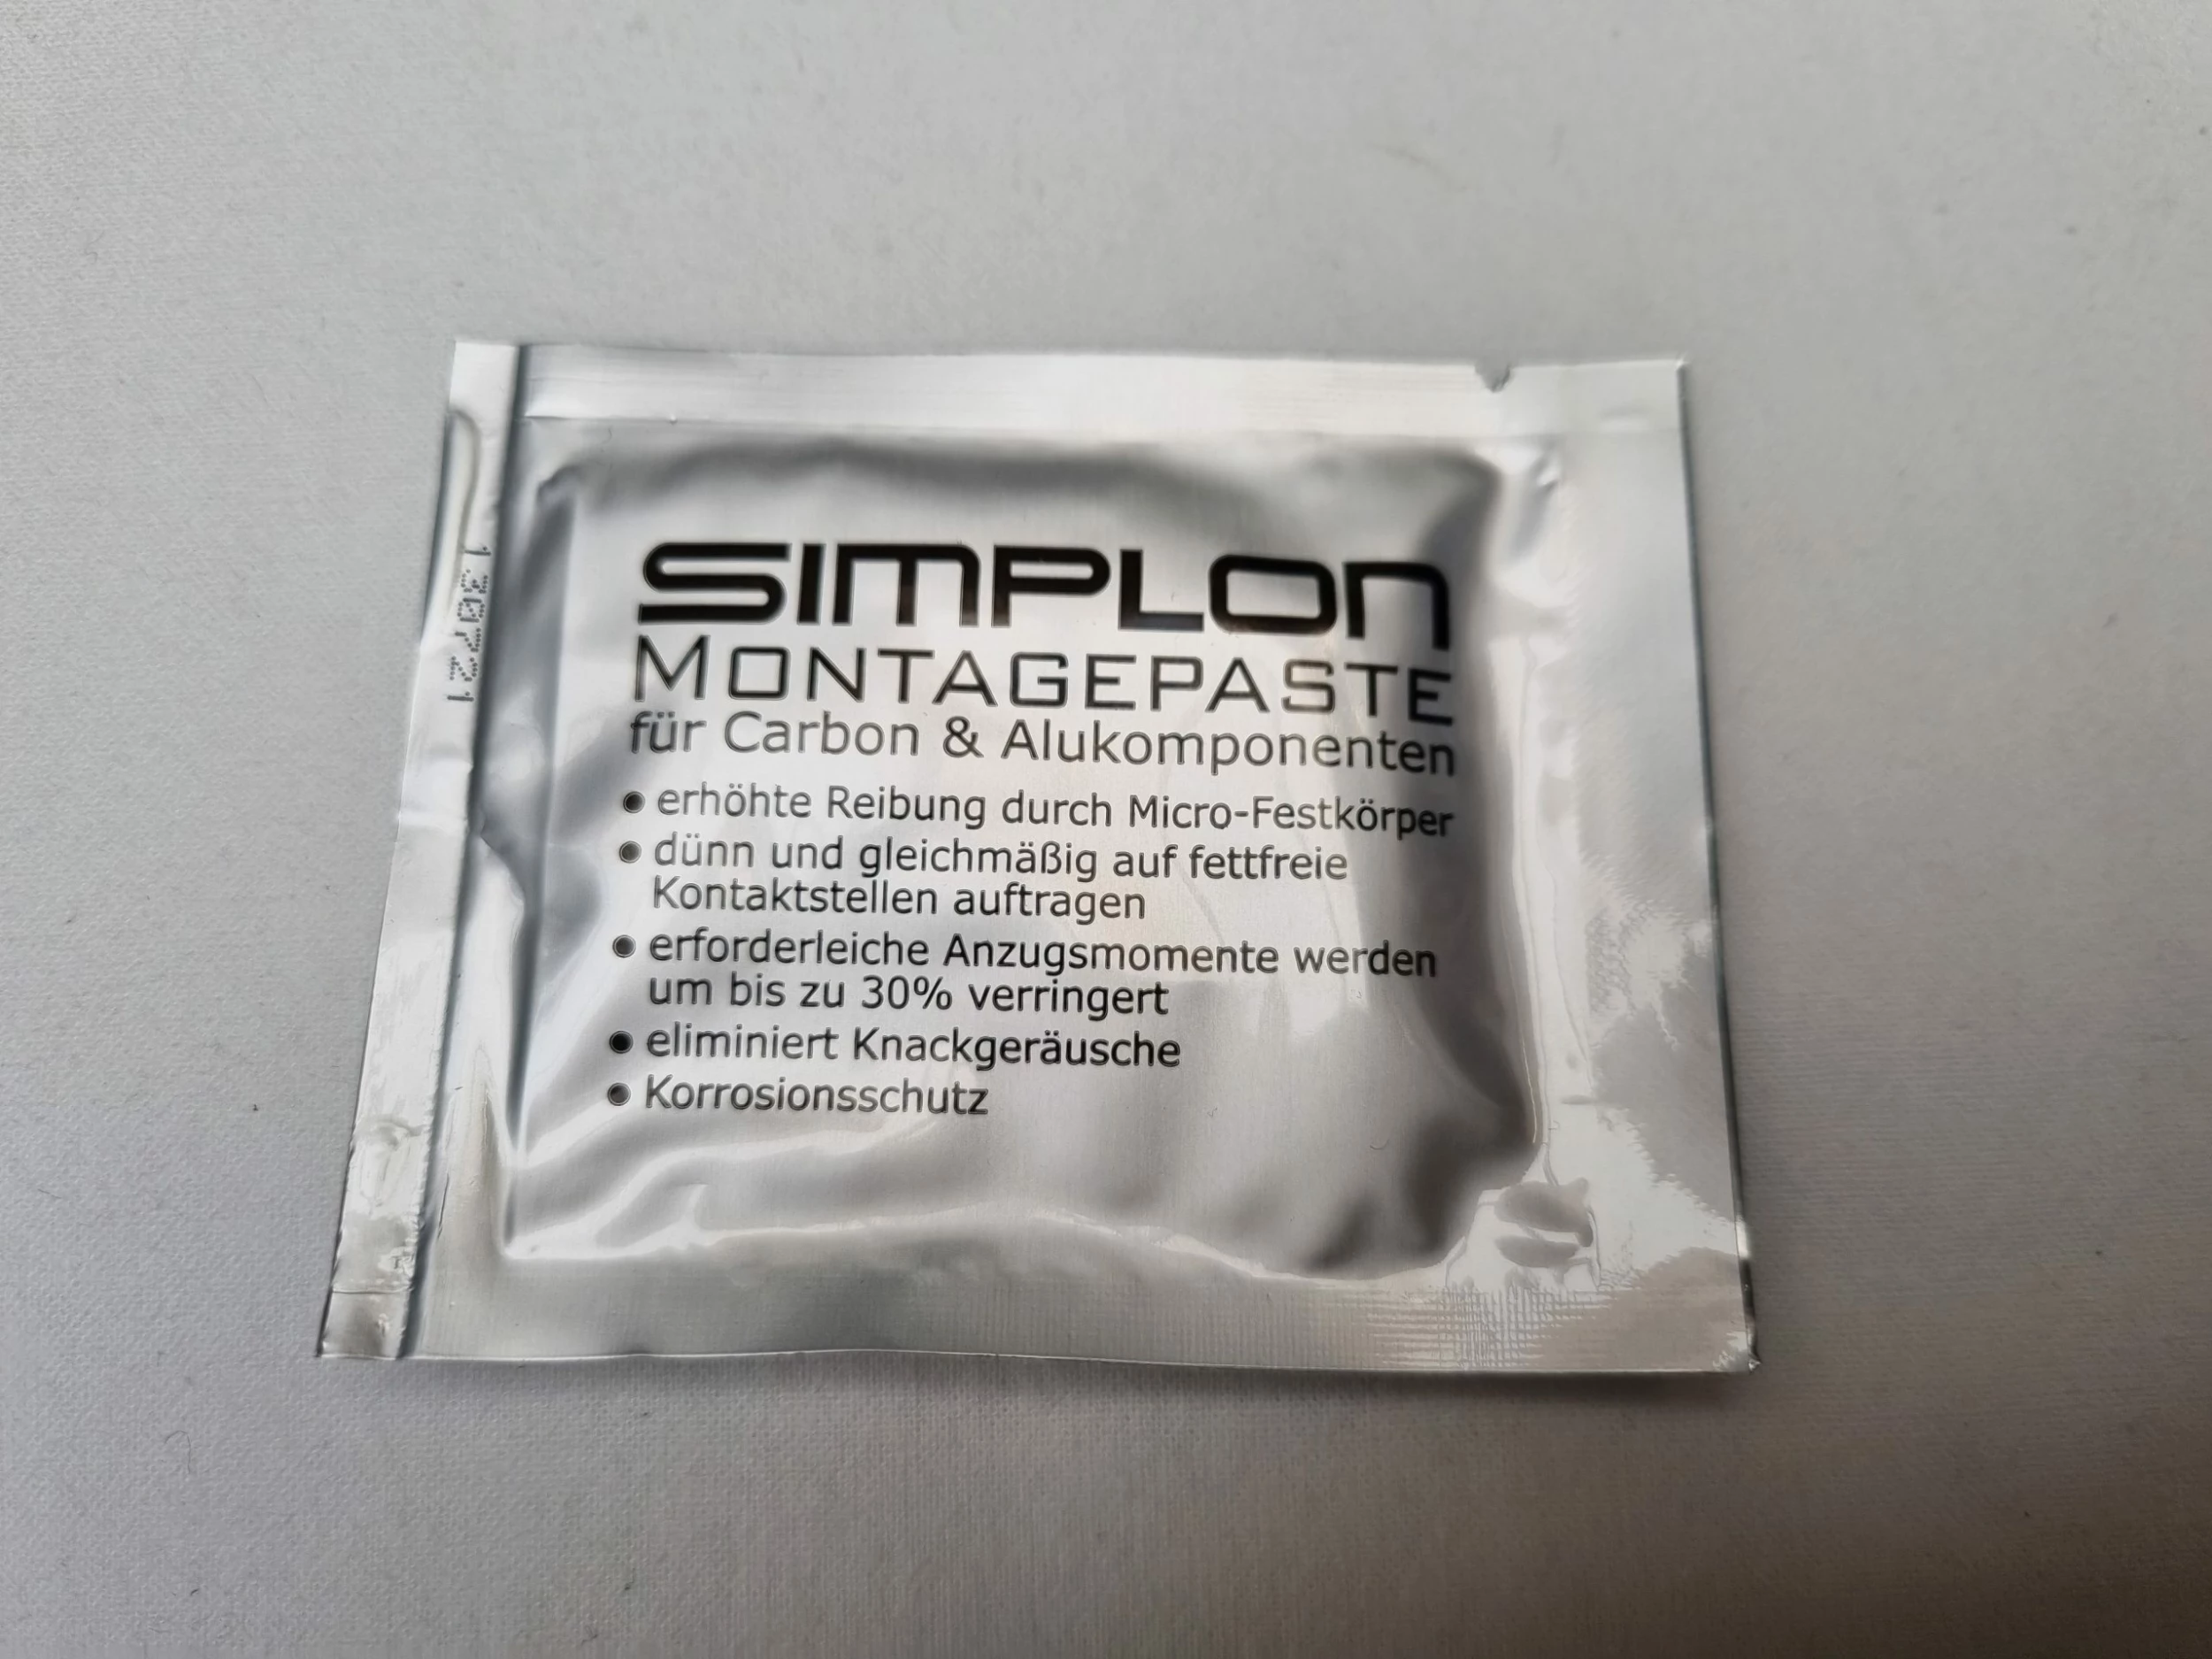 SIMPLON
MONTAGEPASTE
für Carbon & Alukomponenten
• erhöhte Reibung durch Micro-Festkörper
• dünn und gleichmäßig auf fettfreie
Kontaktstellen auftragen
• erforderleiche Anzugsmomente werden
um bis zu 30% verringert
• eliminiert Knackgeräusche
• Korrosionsschutz